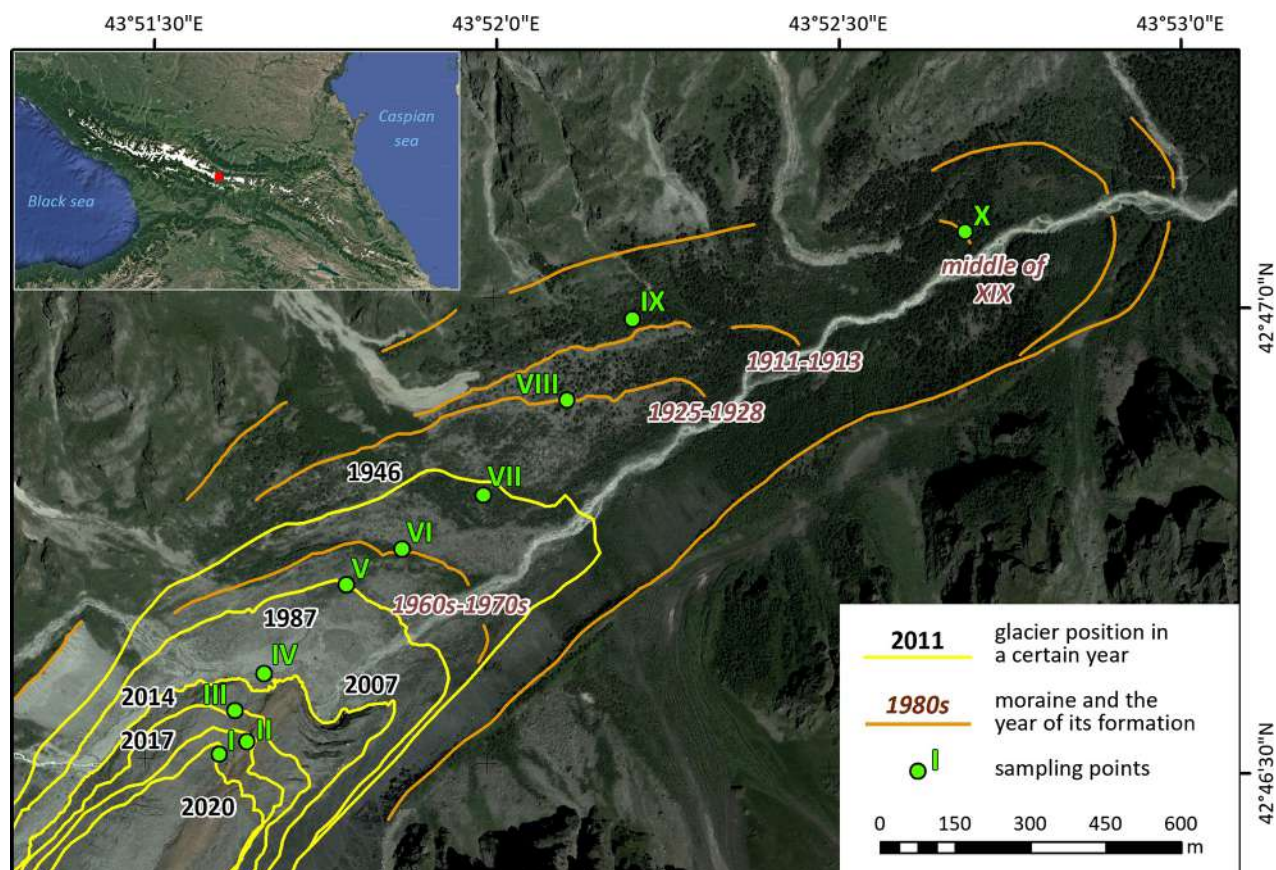 43°51'30"E
43°52'0"E
43°52'30"E
43°53'0"E
Caspian
sea
Black sea
X
middle of
XIX
IX
42°47'0"N
1911-1913
VIII
1925-1928
1946
VII
VI
V
1960s-1970s
1987
IV
2014
III
2007
2017
I
II
2020
42°46'30"N
2011
glacier position in
a certain year
1980s
moraine and the
year of its formation
I
sampling points
0
150
300
450
600
m